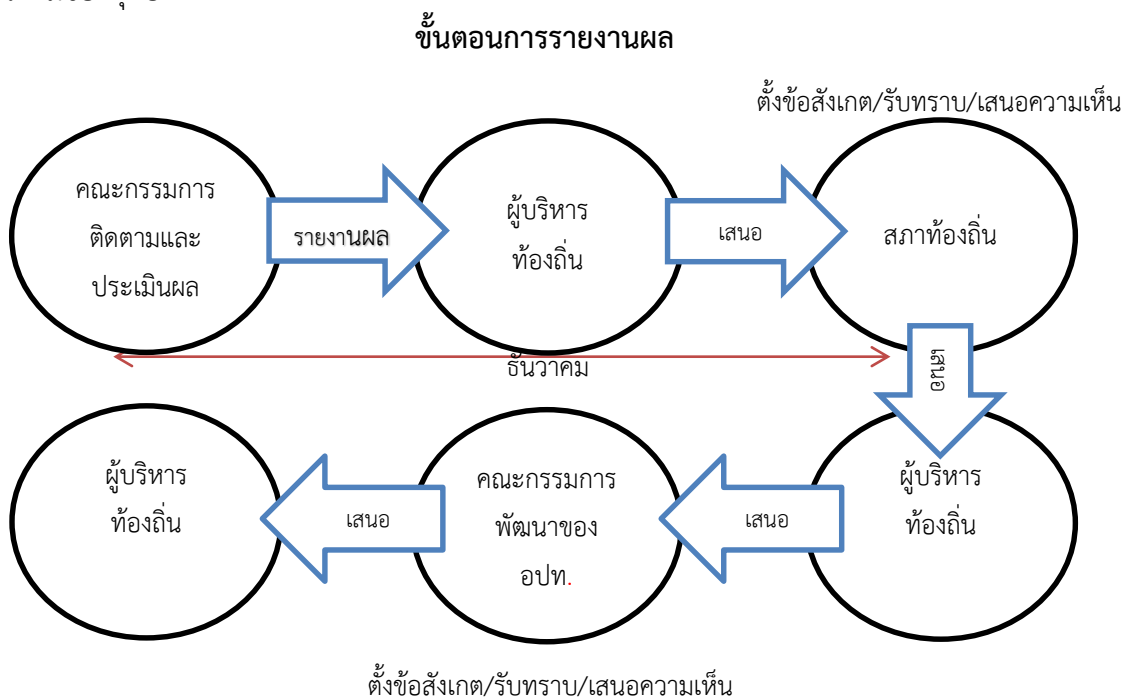 ขั้นตอนการรายงานผล
ตั้งข้อสังเกต/รับทราบ/เสนอความเห็น
คณะกรรมการ
ติดตามและ
ประเมินผล
รายงานผล
ผู้บริหาร
ท้องถิ่น
เสนอ
สภาท้องถิ่น
ธันวาคม
เสนอ
ผู้บริหาร
ท้องถิ่น
เสนอ
คณะกรรมการ
พัฒนาของ
อปท.
เสนอ
ผู้บริหาร
ท้องถิ่น
ตั้งข้อสังเกต/รับทราบ/เสนอความเห็น